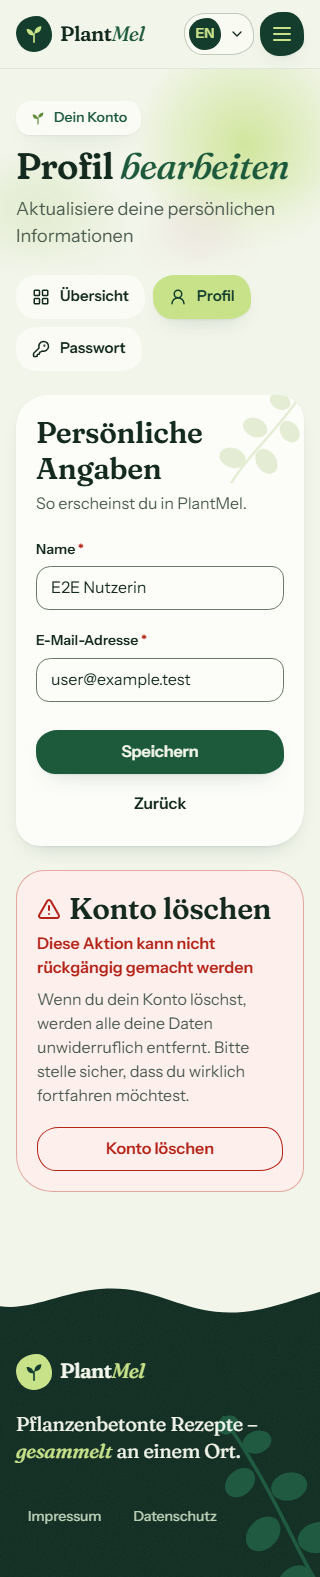 PlantMel
EN
Dein Konto
Profil bearbeiten
Aktualisiere deine persönlichen
Informationen
Übersicht
Profil
Passwort
Persönliche
Angaben
So erscheinst du in PlantMel.
Name *
E2E Nutzerin
E-Mail-Adresse *
user@example.test
Speichern
Zurück
Konto löschen
Diese Aktion kann nicht
rückgängig gemacht werden
Wenn du dein Konto löschst,
werden alle deine Daten
unwiderruflich entfernt. Bitte
stelle sicher, dass du wirklich
fortfahren möchtest.
Konto löschen
PlantMel
Pflanzenbetonte Rezepte –
gesammelt an einem Ort.
Impressum
Datenschutz